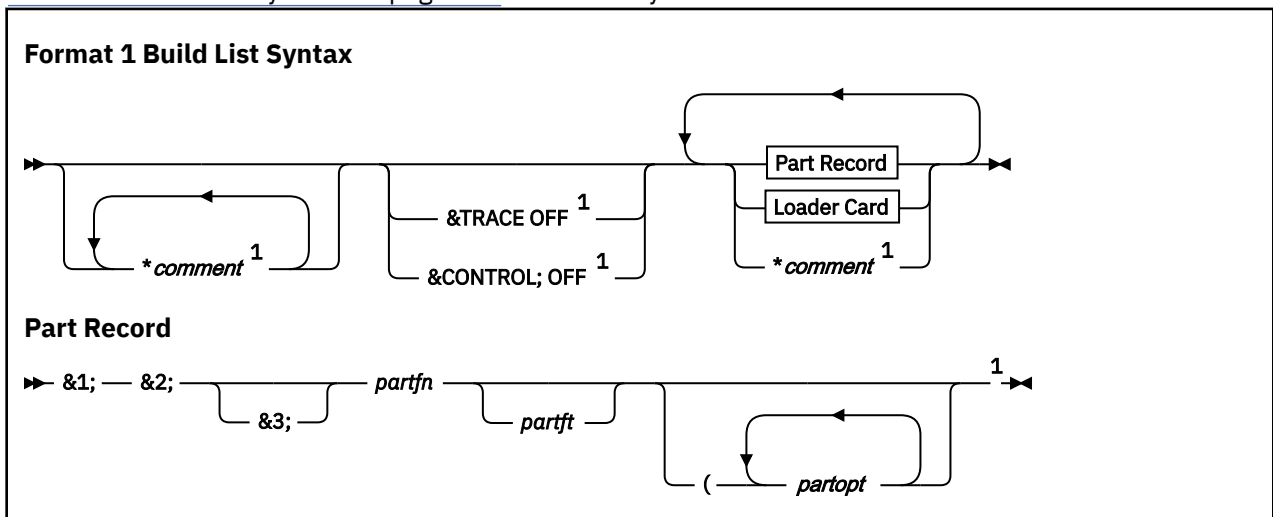 Format 1 Build List Syntax
Part Record
&TRACE OFF 1
Loader Card
*comment 1
*comment 1
&CONTROL; OFF 1
Part Record
1
&1; &2; partfn
&3; partft
( partopt